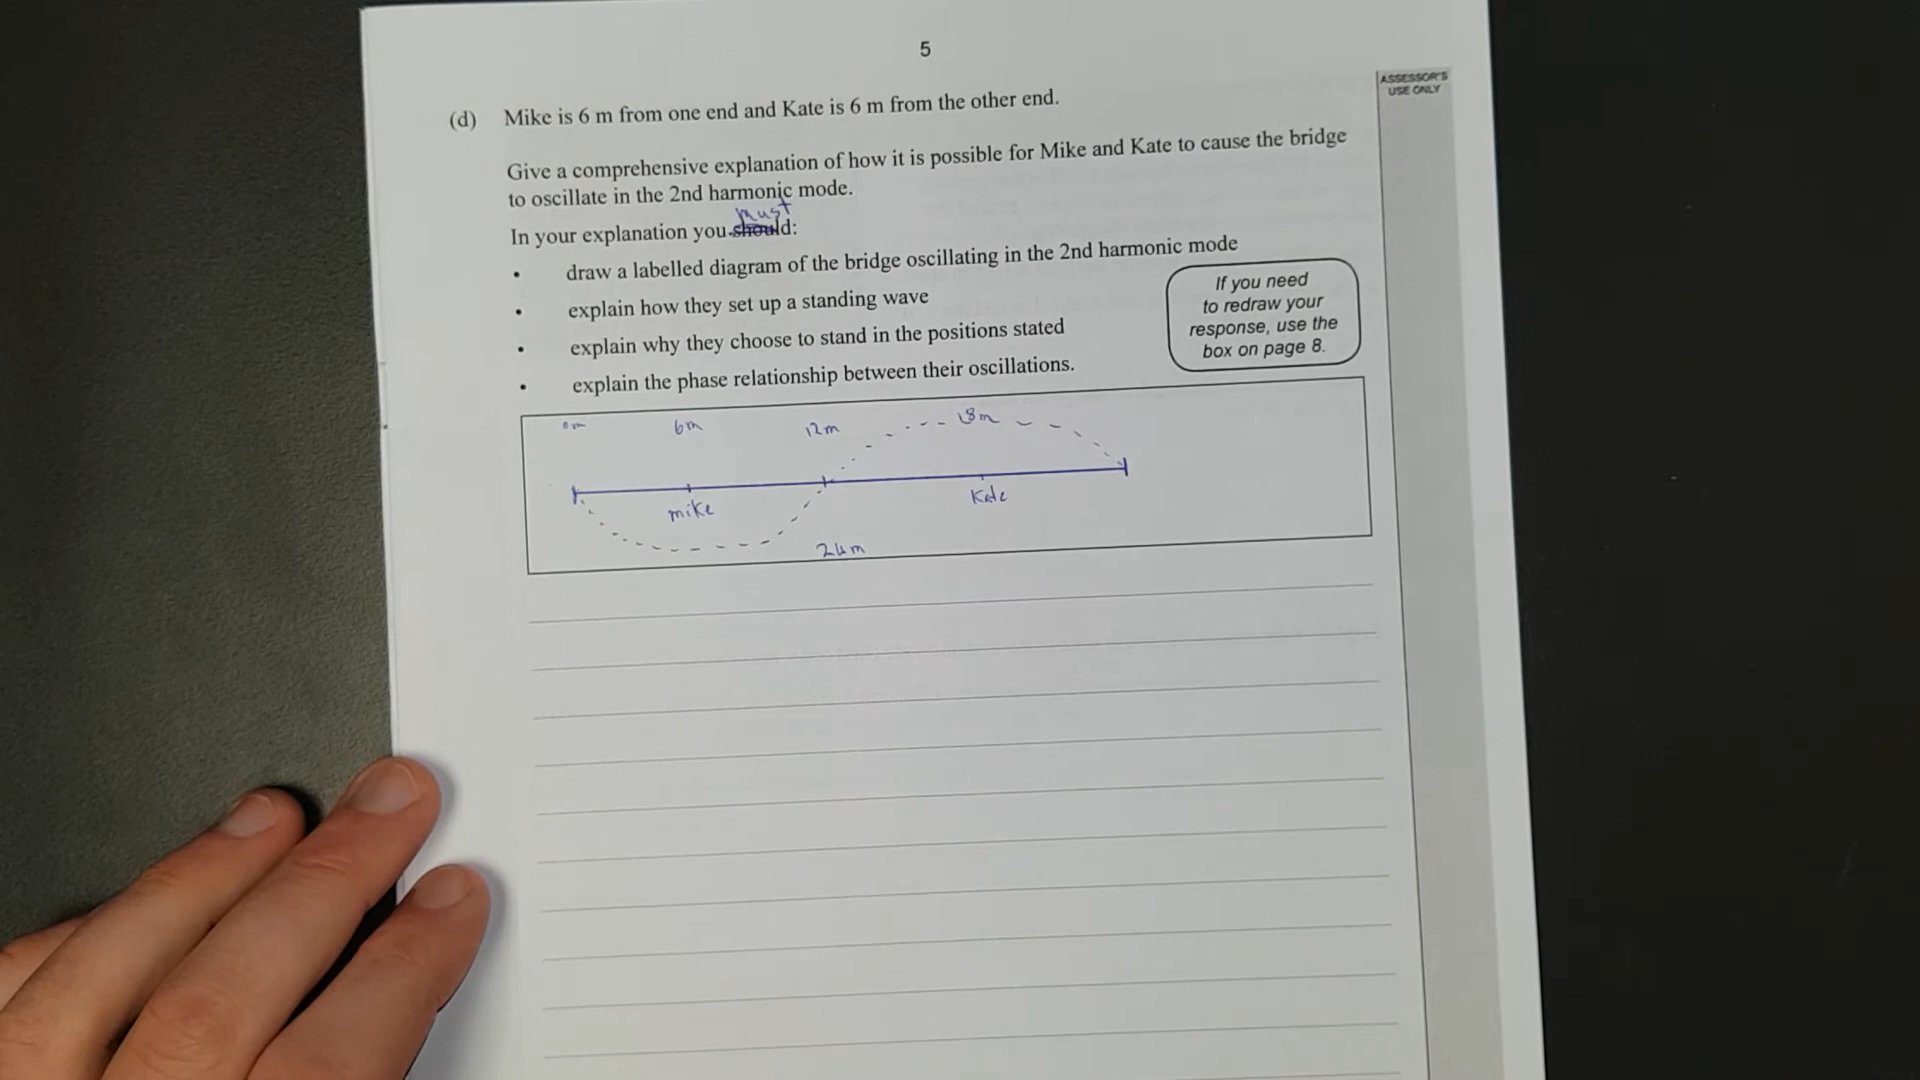 5
ASSESSOR'S
USE ONLY
(d) Mike is 6 m from one end and Kate is 6 m from the other end.
Give a comprehensive explanation of how it is possible for Mike and Kate to cause the bridge
to oscillate in the 2nd harmonic mode.
must
In your explanation you should:
• draw a labelled diagram of the bridge oscillating in the 2nd harmonic mode
• explain how they set up a standing wave
• explain why they choose to stand in the positions stated
• explain the phase relationship between their oscillations.
If you need
to redraw your
response, use the
box on page 8.
0m 6m 12m 18m
mike Kate
24m